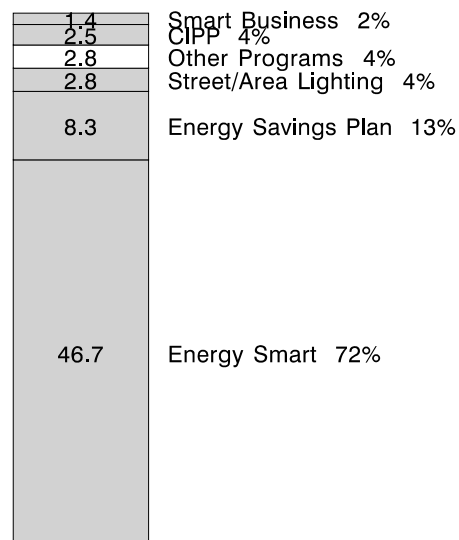 1.4 Smart Business 2%
2.5 CIPP 4%
2.8 Other Programs 4%
2.8 Street/Area Lighting 4%
8.3 Energy Savings Plan 13%
46.7 Energy Smart 72%